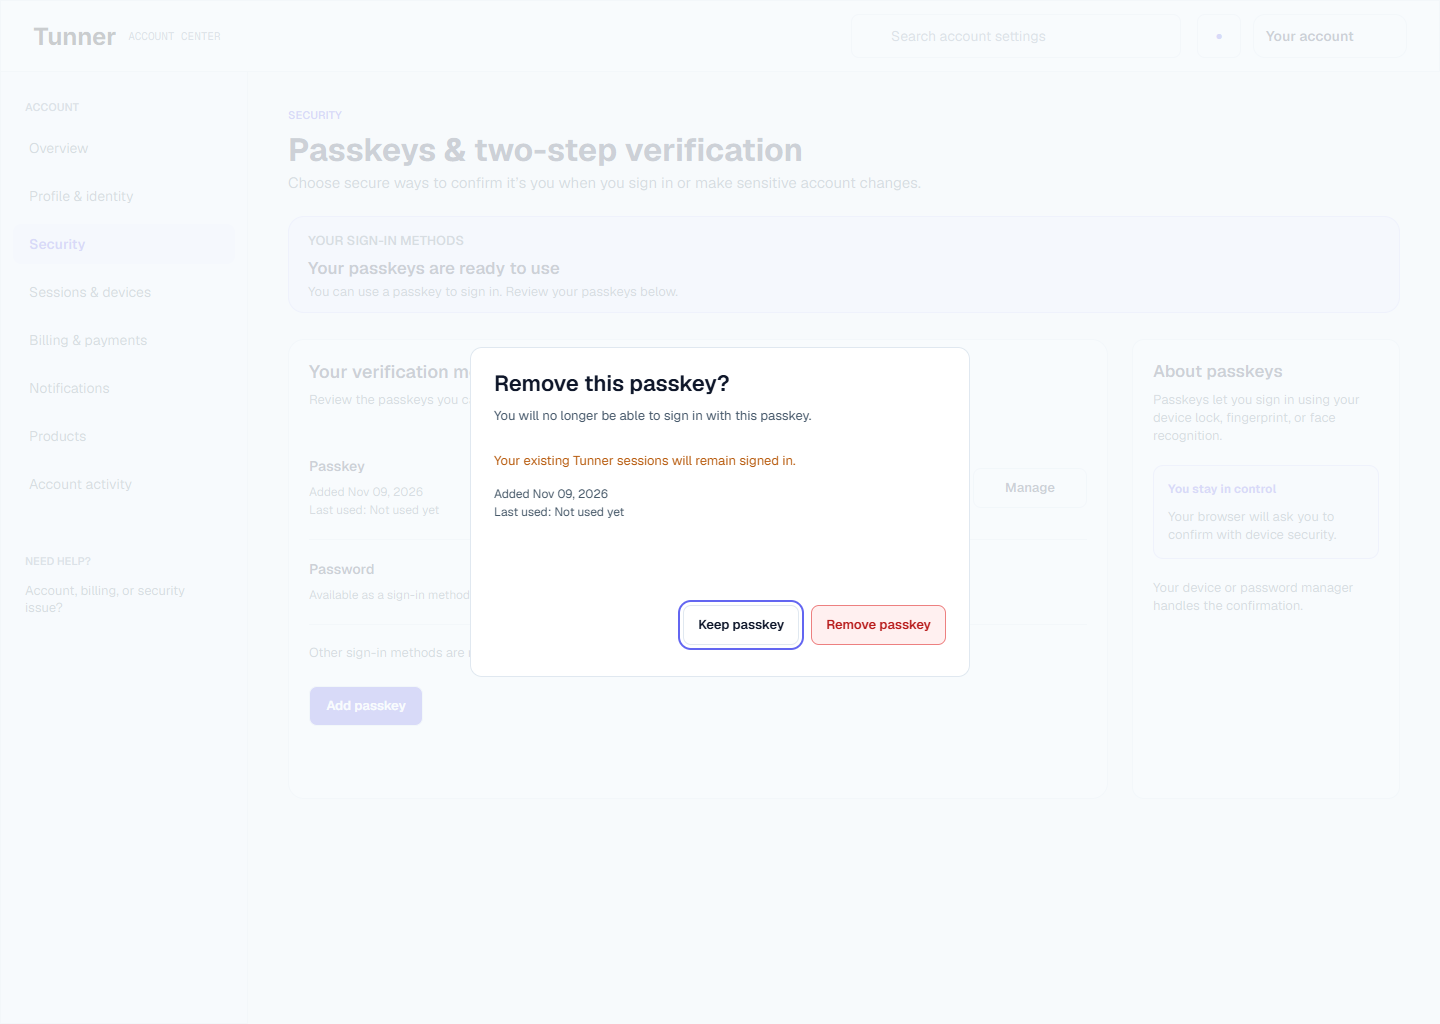 Tunner ACCOUNT CENTER
Search account settings
Your account
ACCOUNT
Overview
Profile & identity
Security
Sessions & devices
Billing & payments
Notifications
Products
Account activity
NEED HELP?
Account, billing, or security
issue?
SECURITY
Passkeys & two-step verification
Choose secure ways to confirm it's you when you sign in or make sensitive account changes.
YOUR SIGN-IN METHODS
Your passkeys are ready to use
You can use a passkey to sign in. Review your passkeys below.
Your verification
Review the passkeys you
Passkey
Added Nov 09, 2026
Last used: Not used yet
Manage
Password
Available as a sign-in method
Other sign-in methods are
Add passkey
Remove this passkey?
You will no longer be able to sign in with this passkey.
Your existing Tunner sessions will remain signed in.
Added Nov 09, 2026
Last used: Not used yet
Keep passkey
Remove passkey
About passkeys
Passkeys let you sign in using your
device lock, fingerprint, or face
recognition.
You stay in control
Your browser will ask you to
confirm with device security.
Your device or password manager
handles the confirmation.